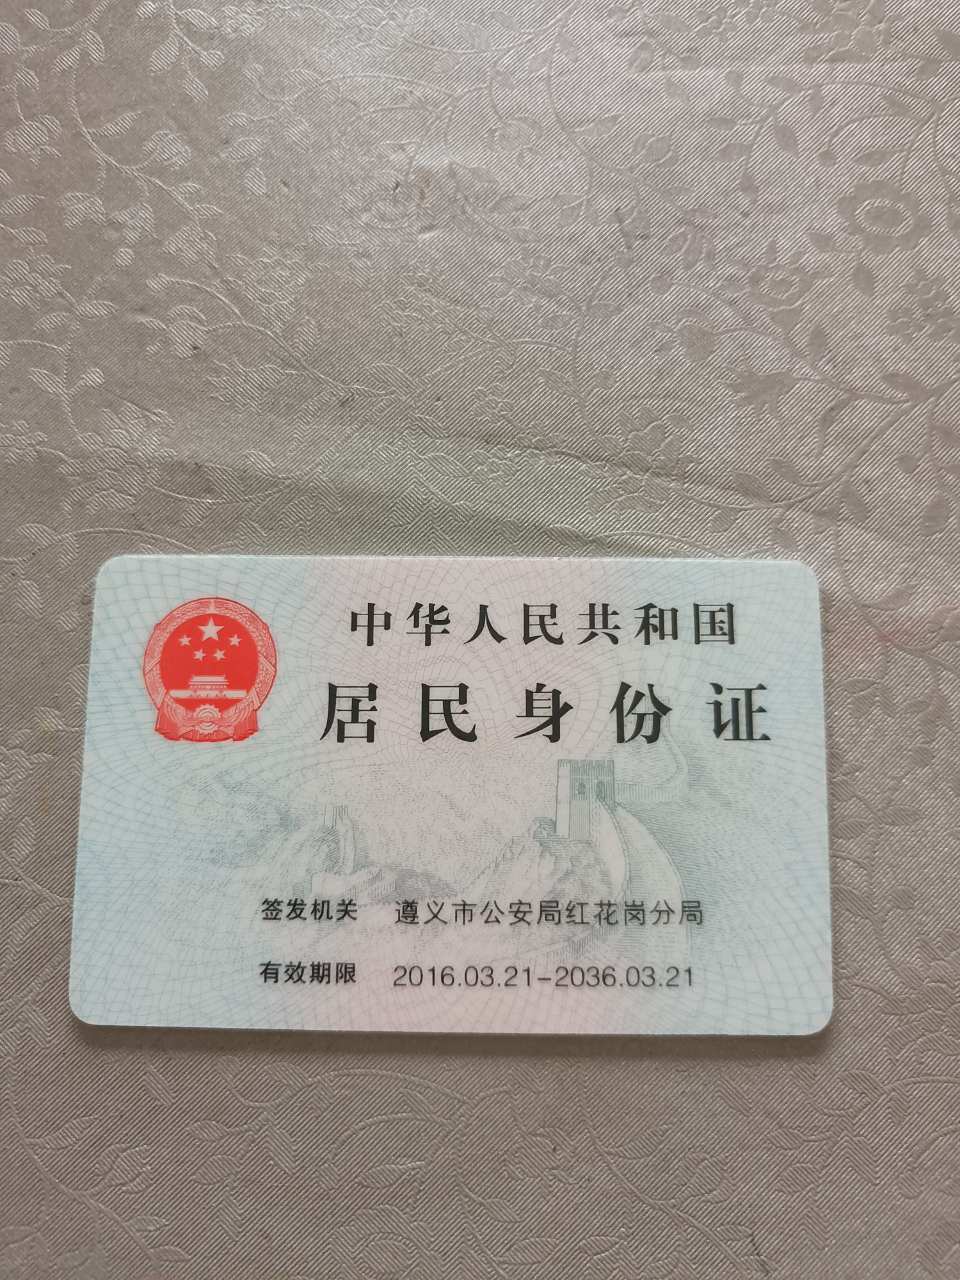 中华人民共和国
居民身份证
签发机关 遵义市公安局红花岗分局
有效期限 2016.03.21-2036.03.21